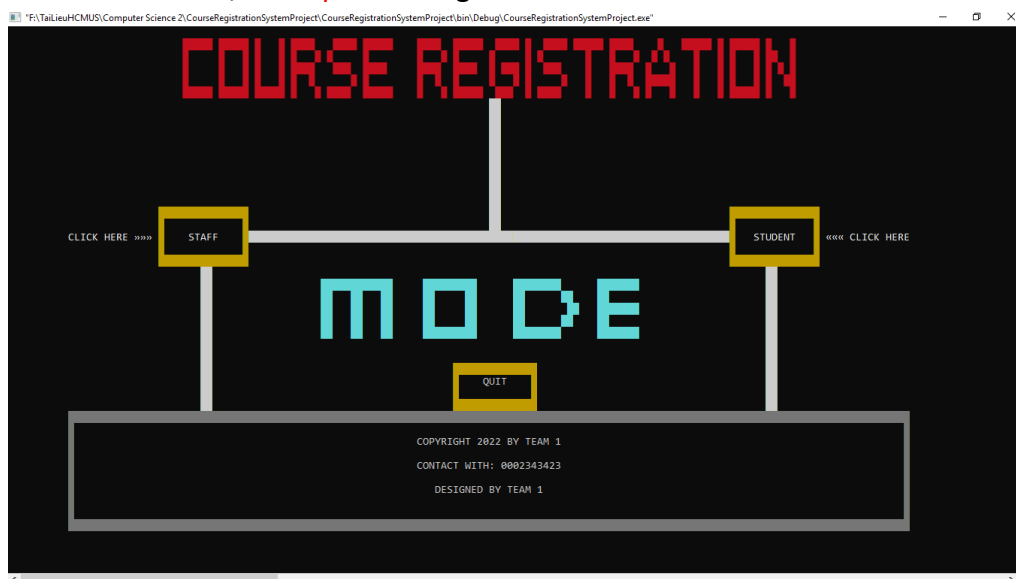 "F:\TaiLieuHCMUS\Computer Science 2\CourseRegistrationSystemProject\CourseRegistrationSystemProject\bin\Debug\CourseRegistrationSystemProject.exe"
COURSE REGISTRATION
CLICK HERE »»» STAFF STUDENT ««« CLICK HERE
MODE
QUIT
COPYRIGHT 2022 BY TEAM 1
CONTACT WITH: 0002343423
DESIGNED BY TEAM 1